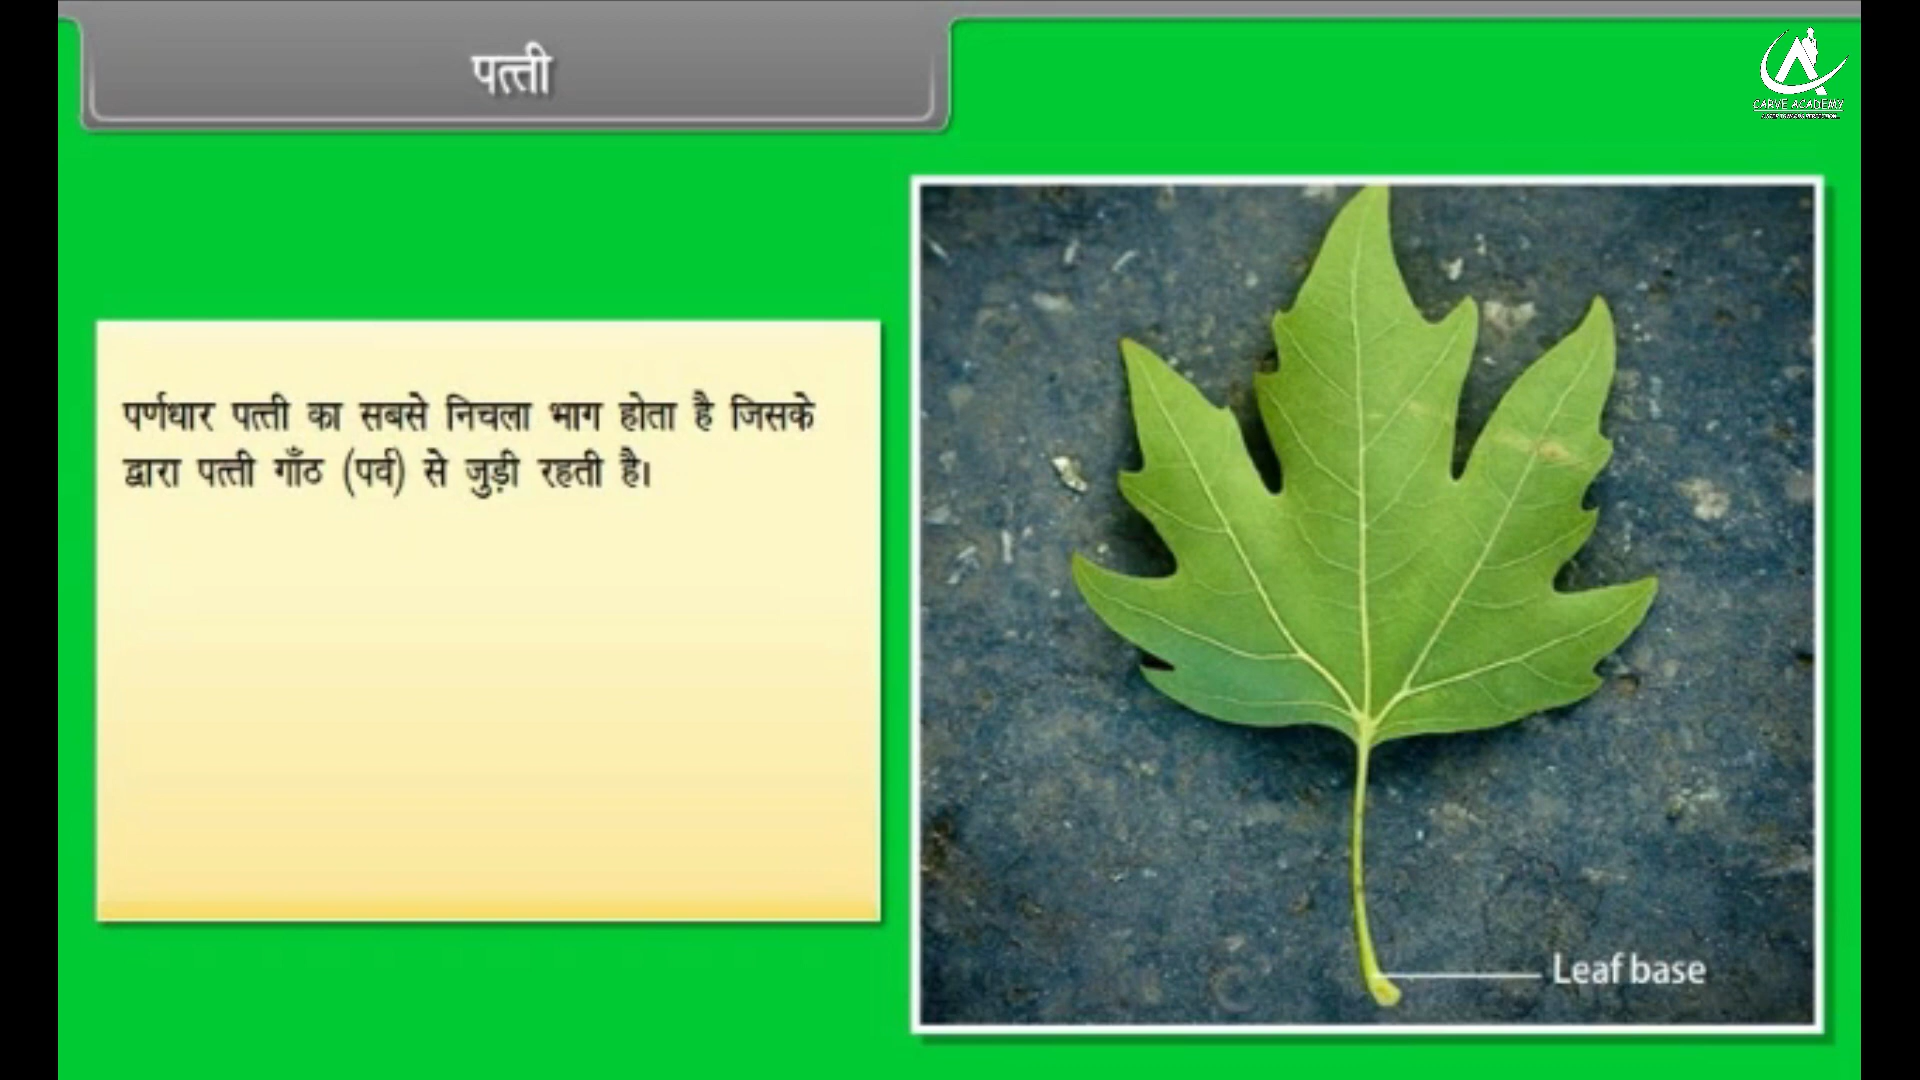 पत्ती
CARVE ACADEMY
पर्णधार पत्ती का सबसे निचला भाग होता है जिसके
द्वारा पत्ती गाँठ (पर्व) से जुड़ी रहती है।
Leaf base